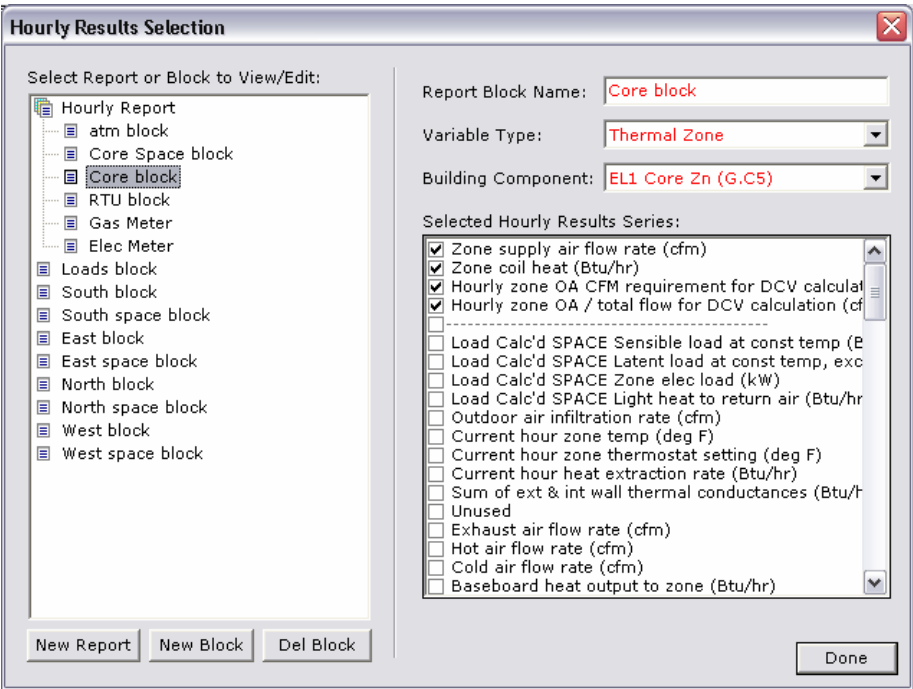 Hourly Results Selection
Select Report or Block to View/Edit:
Hourly Report
atm block
Core Space block
Core block
RTU block
Gas Meter
Elec Meter
Loads block
South block
South space block
East block
East space block
North block
North space block
West block
West space block
New Report
New Block
Del Block
Report Block Name: Core block
Variable Type: Thermal Zone
Building Component: EL1 Core Zn (G.C5)
Selected Hourly Results Series:
Zone supply air flow rate (cfm)
Zone coil heat (Btu/hr)
Hourly zone OA CFM requirement for DCV calculat
Hourly zone OA / total flow for DCV calculation (cf
----------------------------------
Load Calc'd SPACE Sensible load at const temp (B
Load Calc'd SPACE Latent load at const temp, exc
Load Calc'd SPACE Zone elec load (kW)
Load Calc'd SPACE Light heat to return air (Btu/hr
Outdoor air infiltration rate (cfm)
Current hour zone temp (deg F)
Current hour zone thermostat setting (deg F)
Current hour heat extraction rate (Btu/hr)
Sum of ext & int wall thermal conductances (Btu/h
Unused
Exhaust air flow rate (cfm)
Hot air flow rate (cfm)
Cold air flow rate (cfm)
Baseboard heat output to zone (Btu/hr)
Done